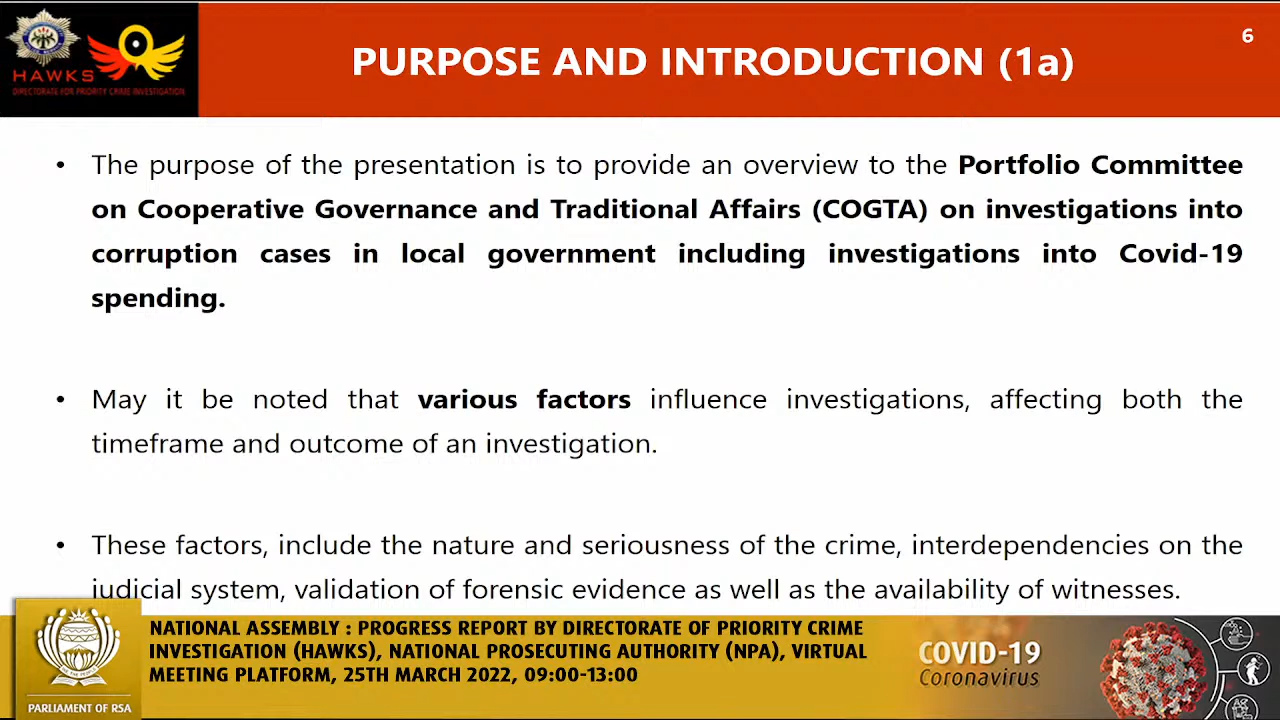 HAWKS
DIRECTORATE FOR PRIORITY CRIME INVESTIGATION
PURPOSE AND INTRODUCTION (1a)
6
• The purpose of the presentation is to provide an overview to the Portfolio Committee
on Cooperative Governance and Traditional Affairs (COGTA) on investigations into
corruption cases in local government including investigations into Covid-19
spending.
• May it be noted that various factors influence investigations, affecting both the
timeframe and outcome of an investigation.
• These factors, include the nature and seriousness of the crime, interdependencies on the
judicial system, validation of forensic evidence as well as the availability of witnesses.
NATIONAL ASSEMBLY : PROGRESS REPORT BY DIRECTORATE OF PRIORITY CRIME
INVESTIGATION (HAWKS), NATIONAL PROSECUTING AUTHORITY (NPA), VIRTUAL
MEETING PLATFORM, 25TH MARCH 2022, 09:00-13:00
PARLIAMENT OF RSA
COVID-19
Coronavirus